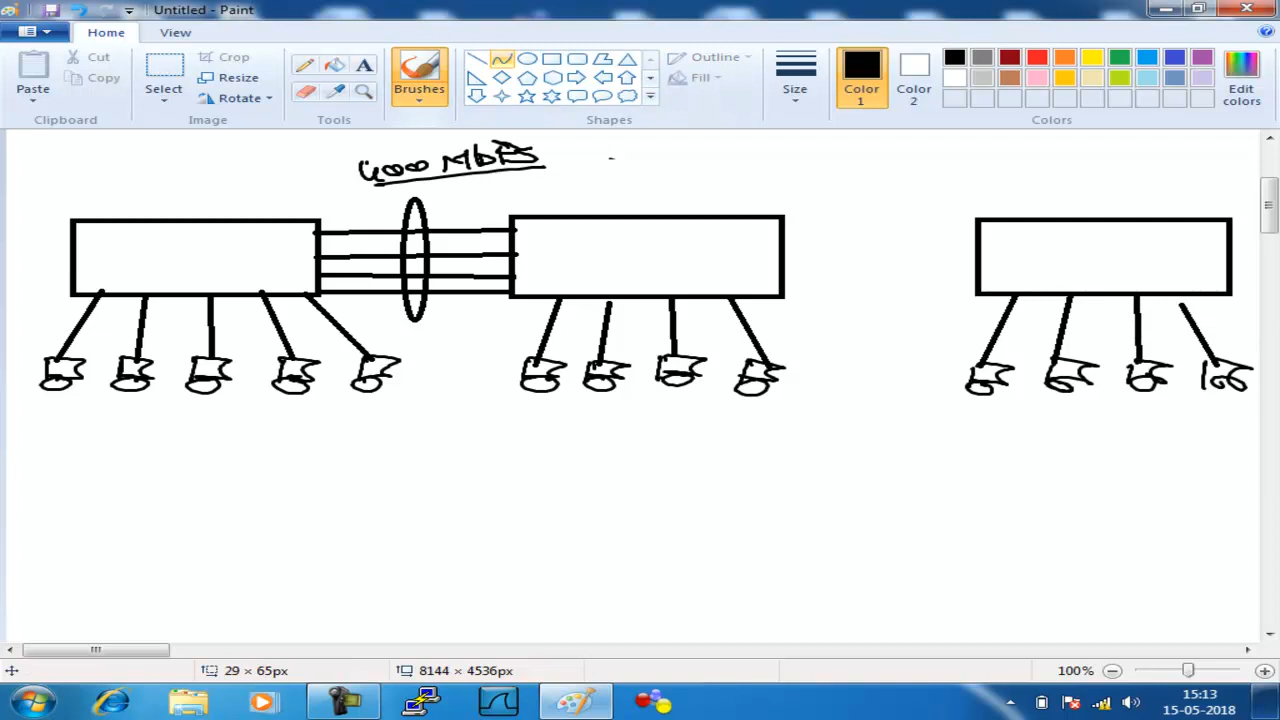 Untitled - Paint
Home
View
Paste
Cut
Copy
Clipboard
Select
Crop
Resize
Rotate
Image
A
Tools
Brushes
Outline
Fill
Shapes
Size
Color 1
Color 2
Edit colors
Colors
400 Mb
29 × 65px
8144 × 4536px
100%
15:13
15-05-2018